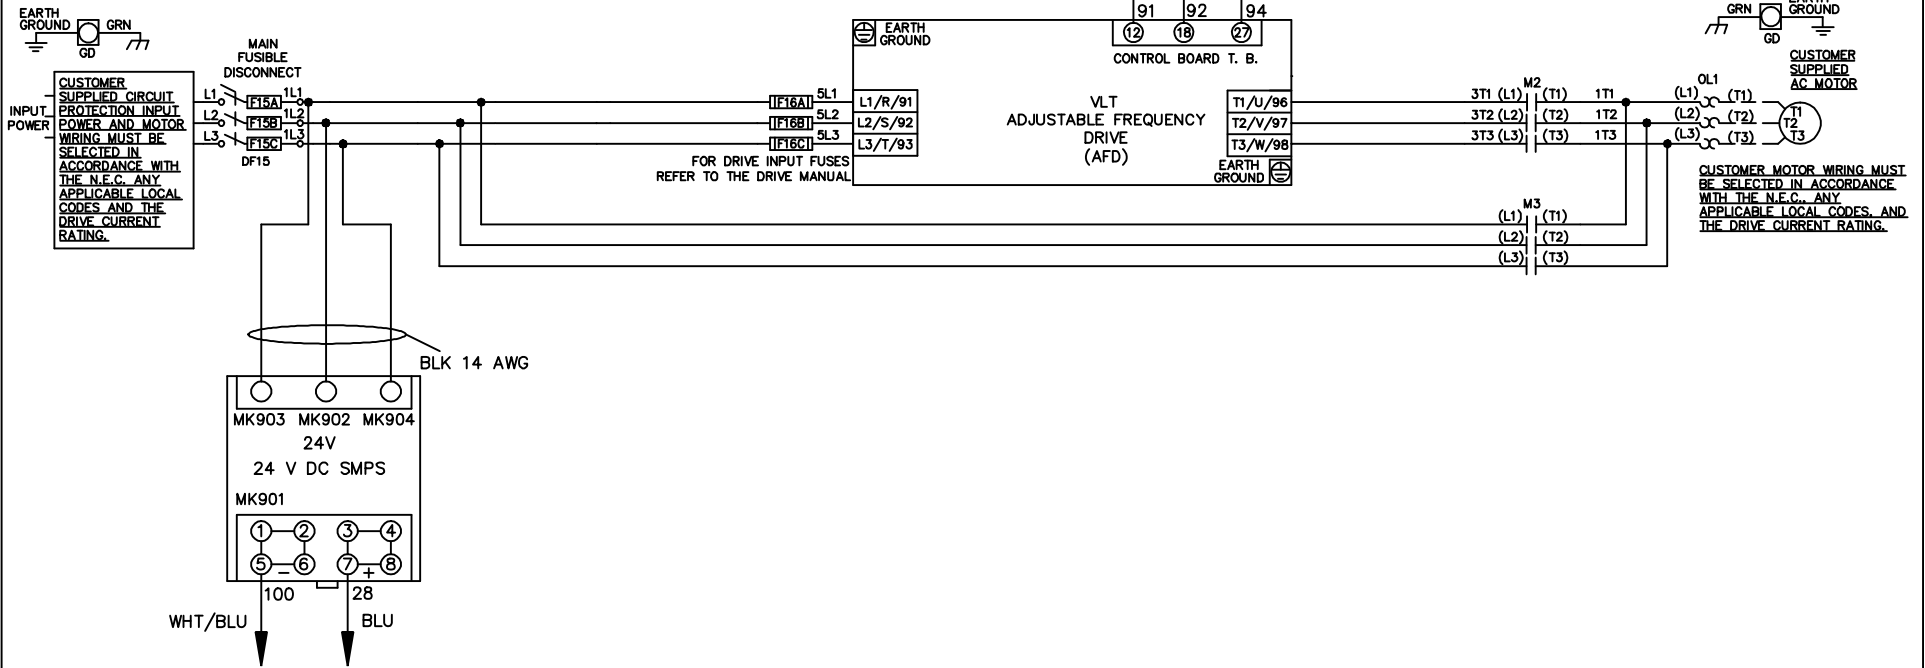 EARTH
GROUND
GRN
GD
MAIN
FUSIBLE
DISCONNECT
CUSTOMER
SUPPLIED CIRCUIT
PROTECTION INPUT
POWER AND MOTOR
WIRING MUST BE
SELECTED IN
ACCORDANCE WITH
THE N.E.C. ANY
APPLICABLE LOCAL
CODES AND THE
DRIVE CURRENT
RATING.
INPUT
POWER
L1 F15A 1L1
L2 F15B 1L2
L3 F15C 1L3
DF15
F16A 5L1
F16B 5L2
F16C 5L3
FOR DRIVE INPUT FUSES
REFER TO THE DRIVE MANUAL
EARTH
GROUND
91 92 94
12 18 27
CONTROL BOARD T. B.
L1/R/91
L2/S/92
L3/T/93
VLT
ADJUSTABLE FREQUENCY
DRIVE
(AFD)
T1/U/96
T2/V/97
T3/W/98
EARTH
GROUND
M2
3T1 (L1) (T1) 1T1
3T2 (L2) (T2) 1T2
3T3 (L3) (T3) 1T3
M3
(L1) (T1)
(L2) (T2)
(L3) (T3)
GRN
EARTH
GROUND
GD
CUSTOMER
SUPPLIED
AC MOTOR
OL1
(L1) (T1)
(L2) (T2)
(L3) (T3)
T1
T2
T3
CUSTOMER MOTOR WIRING MUST
BE SELECTED IN ACCORDANCE
WITH THE N.E.C., ANY
APPLICABLE LOCAL CODES, AND
THE DRIVE CURRENT RATING.
BLK 14 AWG
MK903 MK902 MK904
24V
24 V DC SMPS
MK901
1 2 3 4
5 6 7 8
- +
100 28
WHT/BLU BLU